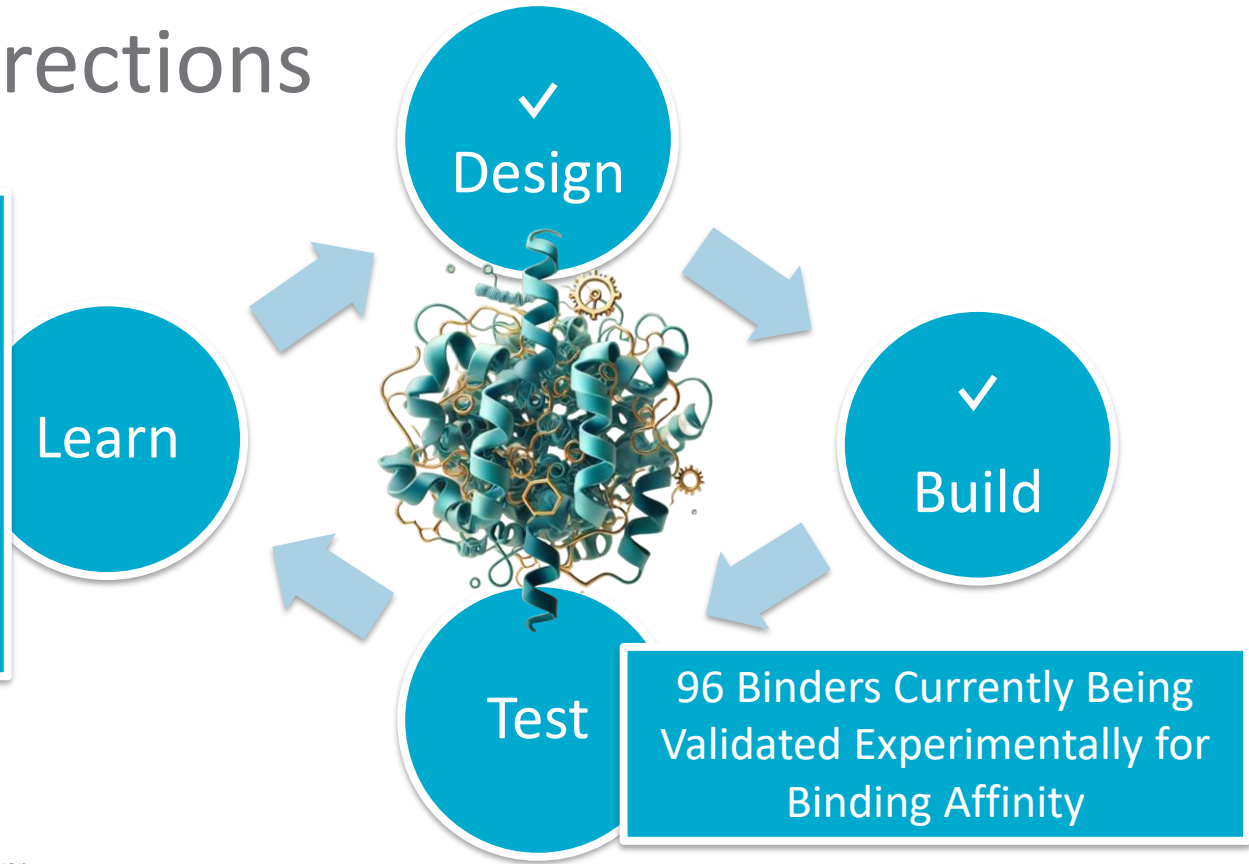 rections
✓
Design
Learn
✓
Build
Test
96 Binders Currently Being
Validated Experimentally for
Binding Affinity